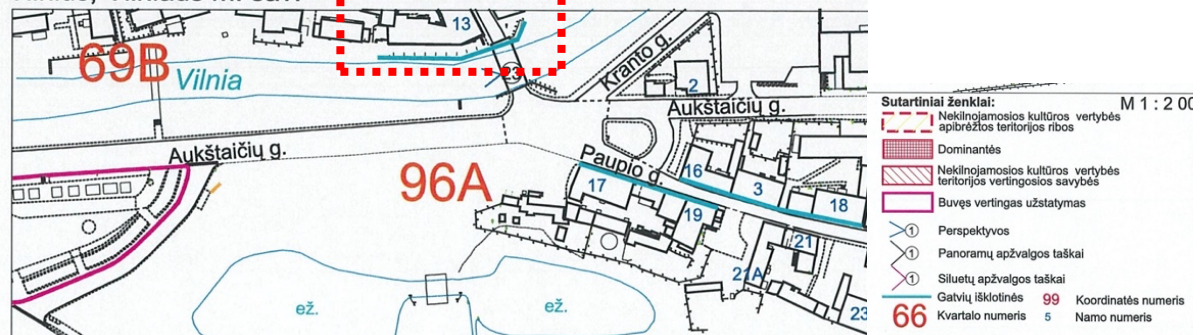 13
69B
Vilnia
23
Kranto g.
2
Aukštaičių g.
Aukštaičių g.
96A
Paupio g.
16
17
3
18
19
21
21A
23
ež.
ež.
Sutartiniai ženklai:
M 1 : 2 00
Nekilnojamosios kultūros vertybės
apibrėžtos teritorijos ribos
Dominantės
Nekilnojamosios kultūros vertybės
teritorijos vertingosios savybės
Buvęs vertingas užstatymas
1 Perspektyvos
1 Panoramų apžvalgos taškai
1 Siluetų apžvalgos taškai
Gatvių išklotinės
99 Koordinatės numeris
66 Kvartalo numeris
5 Namo numeris